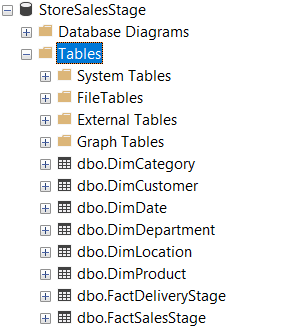 StoreSalesStage
Database Diagrams
Tables
System Tables
FileTables
External Tables
Graph Tables
dbo.DimCategory
dbo.DimCustomer
dbo.DimDate
dbo.DimDepartment
dbo.DimLocation
dbo.DimProduct
dbo.FactDeliveryStage
dbo.FactSalesStage